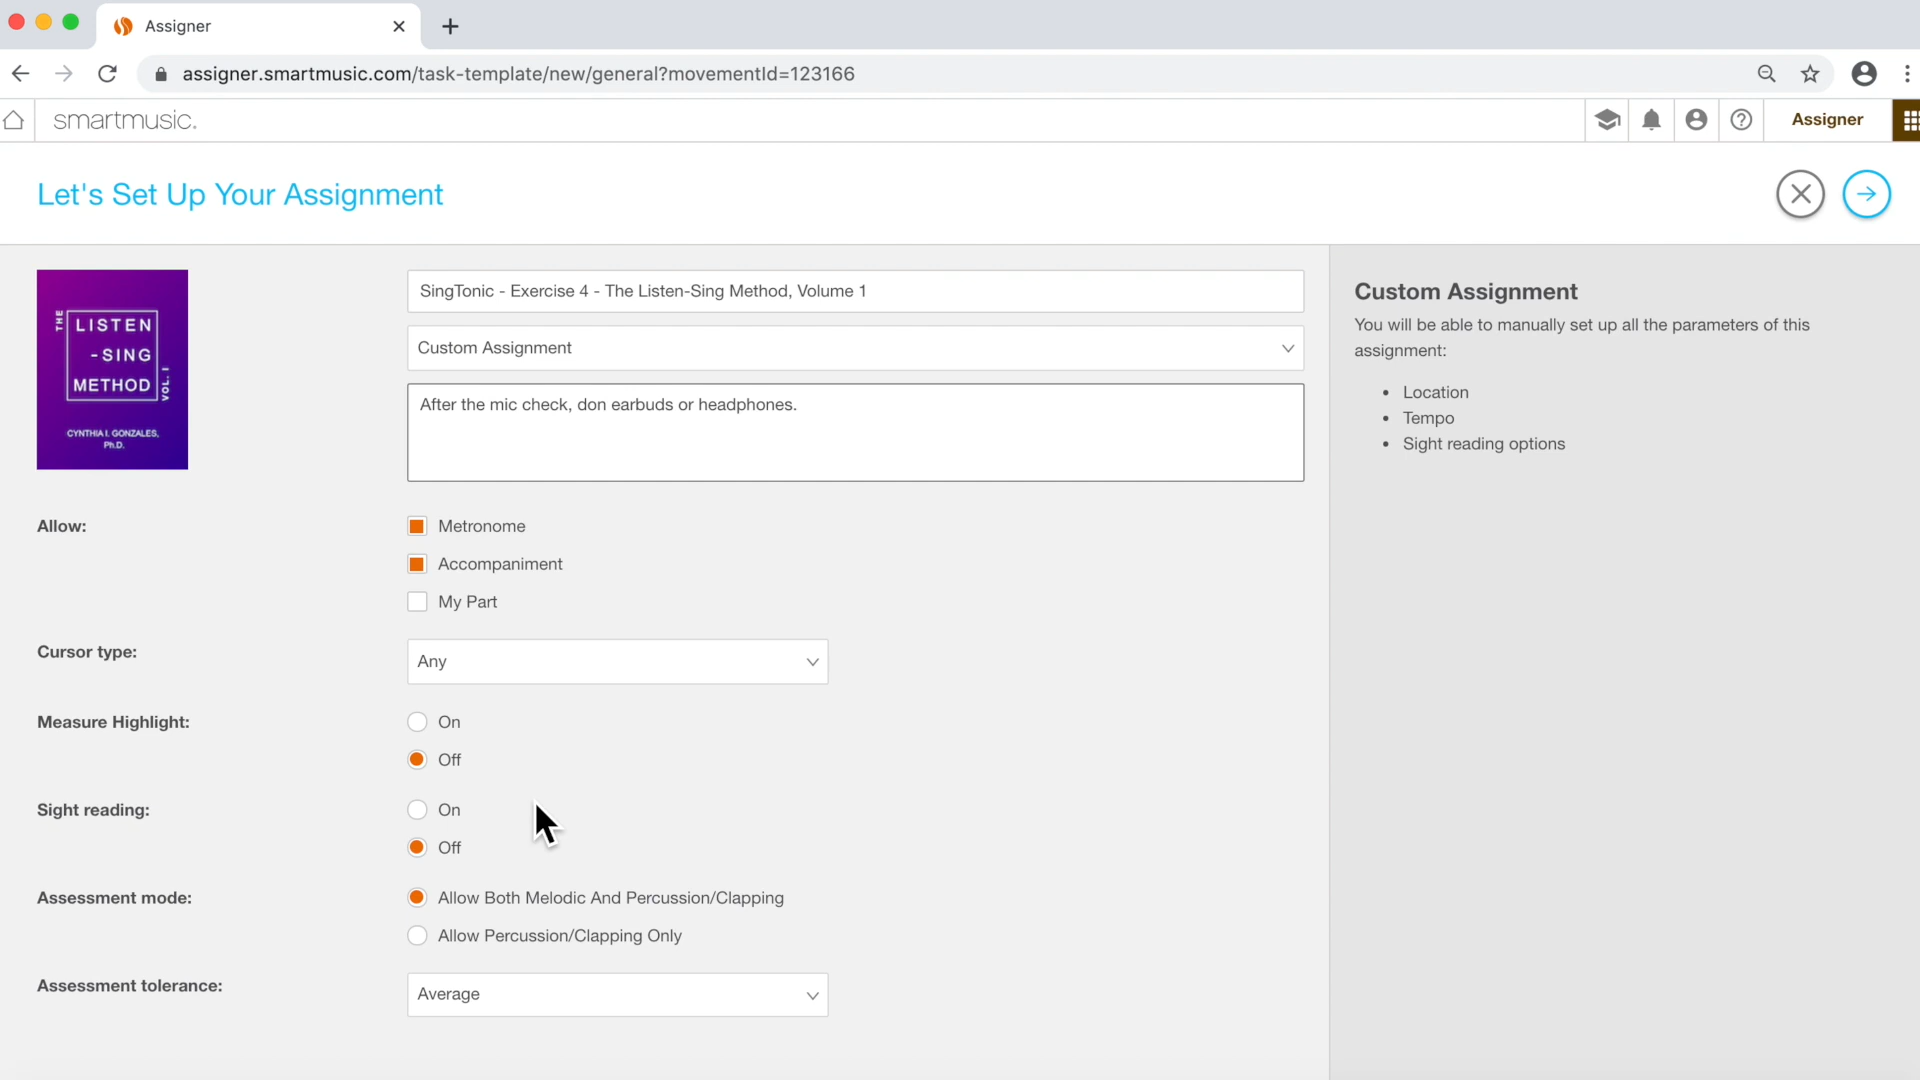 Assigner
assigner.smartmusic.com/task-template/new/general?movementId=123166
smartmusic.
Assigner
Let's Set Up Your Assignment
THE
LISTEN
-SING
METHOD
VOL. I
CYNTHIA I. GONZALES,
Ph.D.
SingTonic - Exercise 4 - The Listen-Sing Method, Volume 1
Custom Assignment
After the mic check, don earbuds or headphones.
Allow:
Metronome
Accompaniment
My Part
Cursor type:
Any
Measure Highlight:
On
Off
Sight reading:
On
Off
Assessment mode:
Allow Both Melodic And Percussion/Clapping
Allow Percussion/Clapping Only
Assessment tolerance:
Average
Custom Assignment
You will be able to manually set up all the parameters of this
assignment:
• Location
• Tempo
• Sight reading options